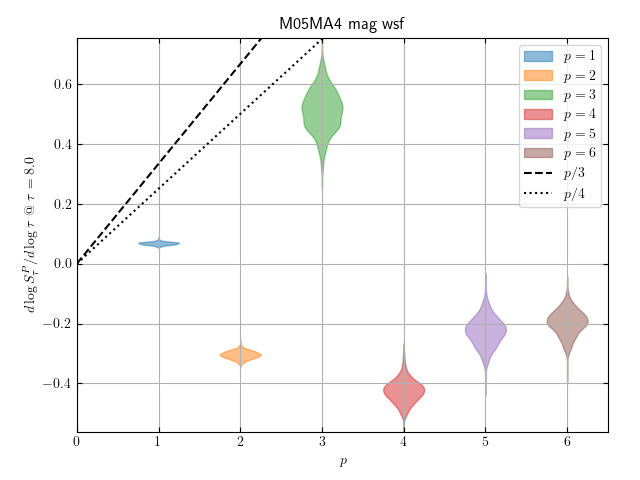 M05MA4 mag wsf
d log S_τ^P / d log τ @ τ = 8.0
0.6
0.4
0.2
0.0
−0.2
−0.4
0 1 2 3 4 5 6
p
p = 1
p = 2
p = 3
p = 4
p = 5
p = 6
p/3
p/4